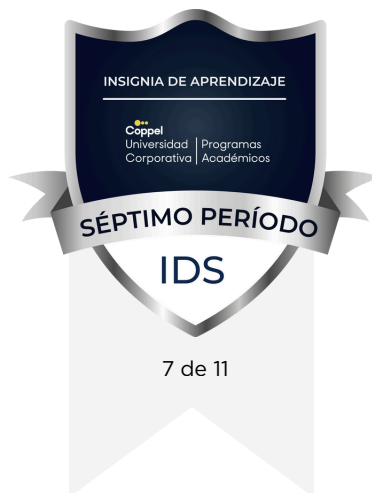 INSIGNIA DE APRENDIZAJE
Coppel
Universidad | Programas
Corporativa | Académicos
SÉPTIMO PERÍODO
IDS
7 de 11